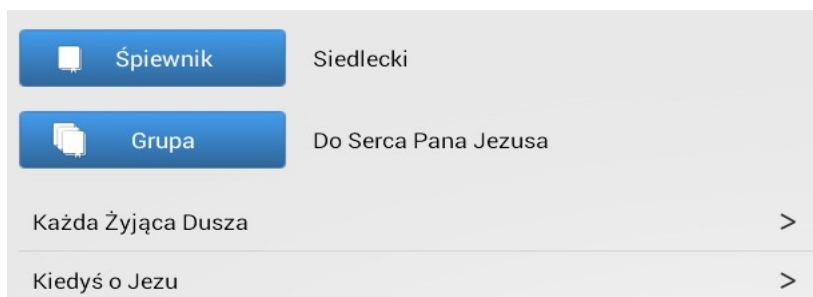 Śpiewnik Siedlecki
Grupa Do Serca Pana Jezusa
Każda Żyjąca Dusza >
Kiedyś o Jezu >